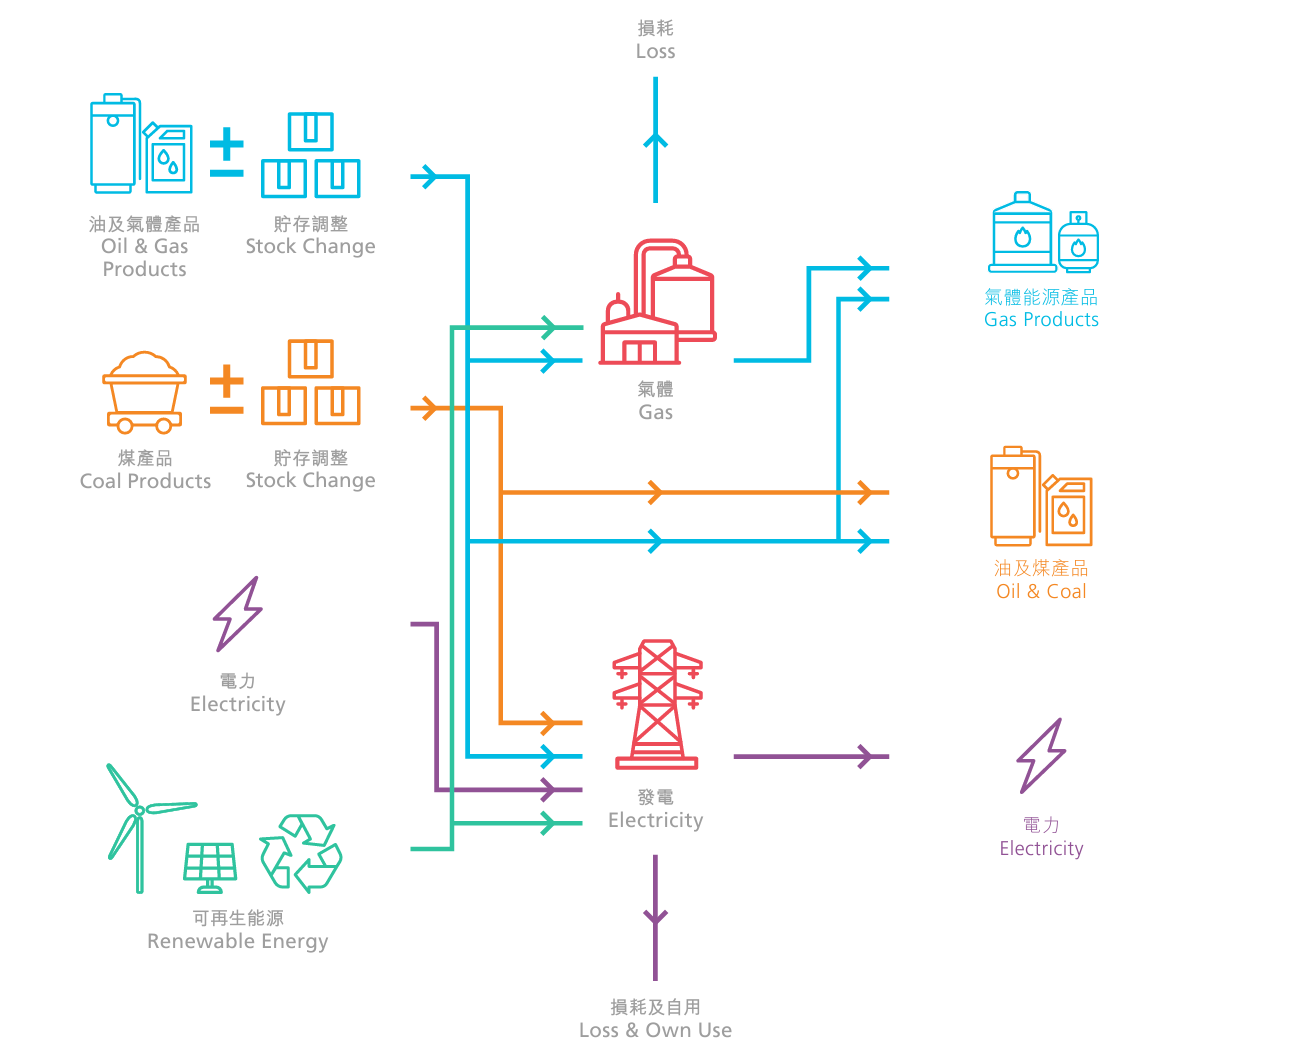 損耗
Loss
油及氣體產品
Oil & Gas
Products
貯存調整
Stock Change
氣體能源產品
Gas Products
氣體
Gas
煤產品
Coal Products
貯存調整
Stock Change
油及煤產品
Oil & Coal
電力
Electricity
發電
Electricity
電力
Electricity
可再生能源
Renewable Energy
損耗及自用
Loss & Own Use